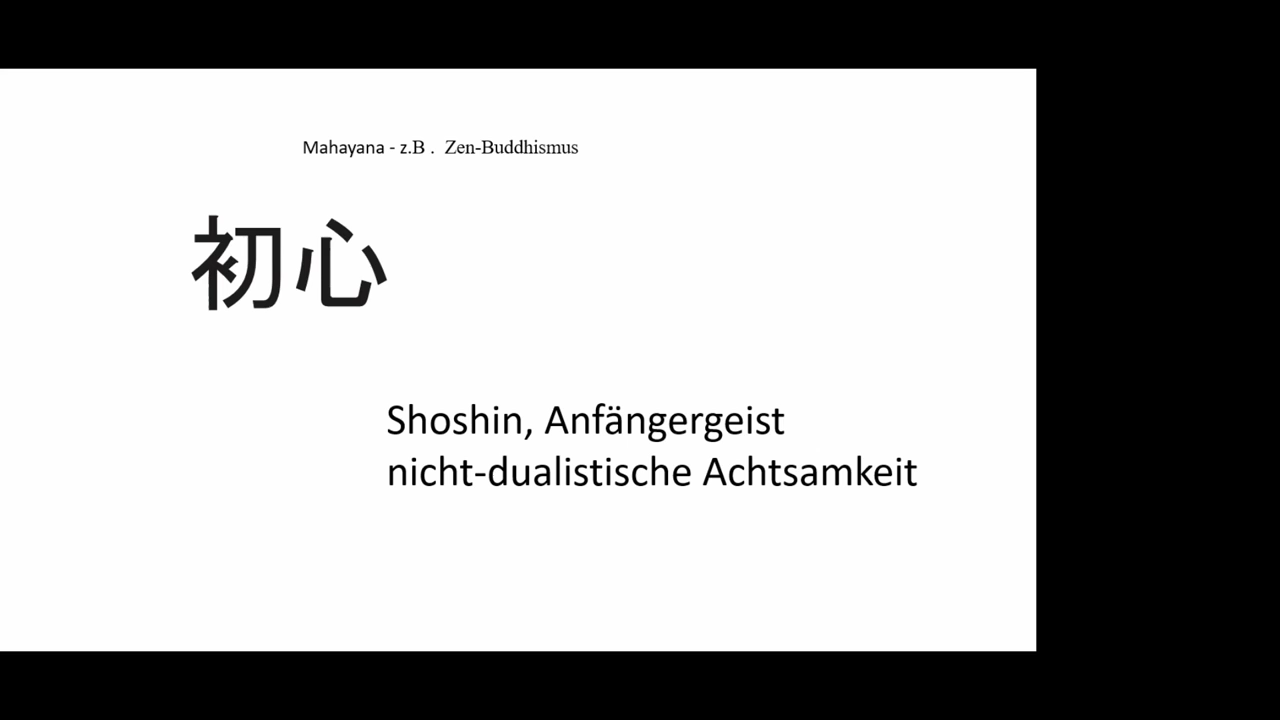 Mahayana - z.B . Zen-Buddhismus
初心
Shoshin, Anfängergeist
nicht-dualistische Achtsamkeit